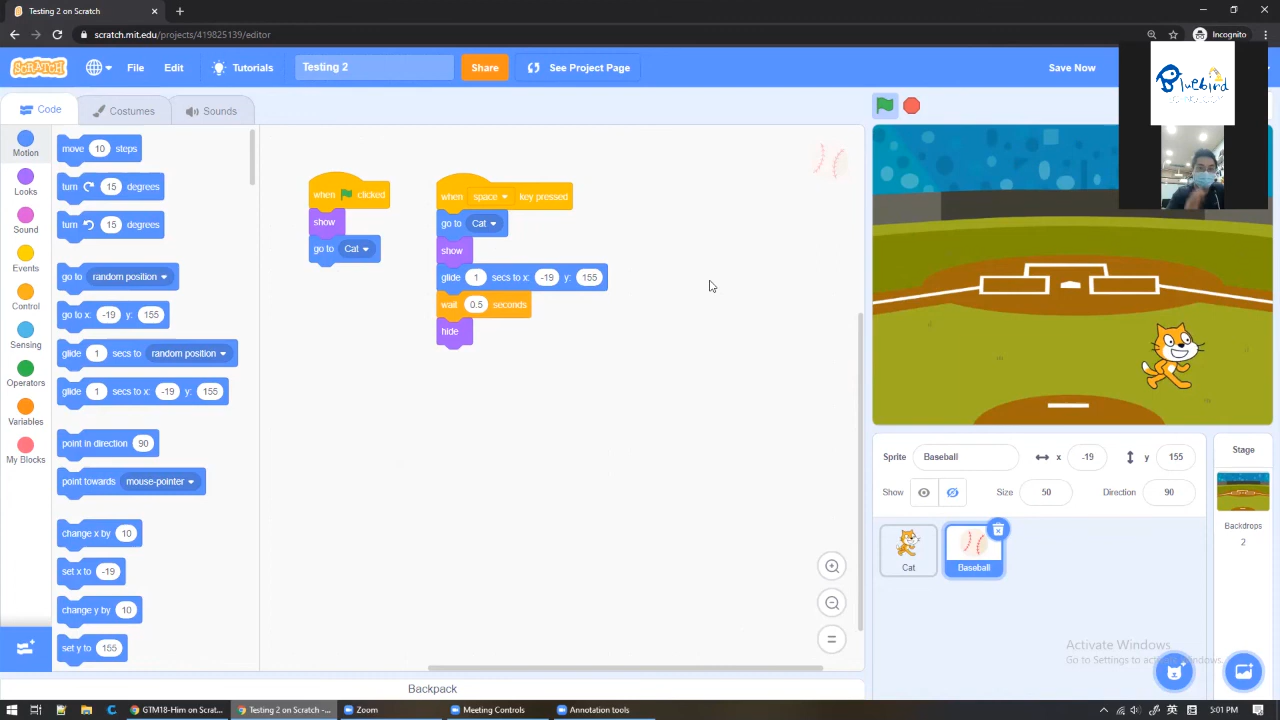 Testing 2 on Scratch
scratch.mit.edu/projects/419825139/editor
Incognito
SCRATCH
File
Edit
Tutorials
Testing 2
Share
See Project Page
Save Now
Bluebird
Code
Costumes
Sounds
Motion
Looks
Sound
Events
Control
Sensing
Operators
Variables
My Blocks
move 10 steps
turn 15 degrees
turn 15 degrees
go to random position
go to x: -19 y: 155
glide 1 secs to random position
glide 1 secs to x: -19 y: 155
point in direction 90
point towards mouse-pointer
change x by 10
set x to -19
change y by 10
set y to 155
when clicked
show
go to Cat
when space key pressed
go to Cat
show
glide 1 secs to x: -19 y: 155
wait 0.5 seconds
hide
Sprite Baseball x -19 y 155
Show Size 50 Direction 90
Cat
Baseball
Stage
Backdrops
2
Activate Windows
Go to Settings to activate Windows.
Backpack
GTM18-Him on Scrat...
Testing 2 on Scratch -...
Zoom
Meeting Controls
Annotation tools
英
5:01 PM